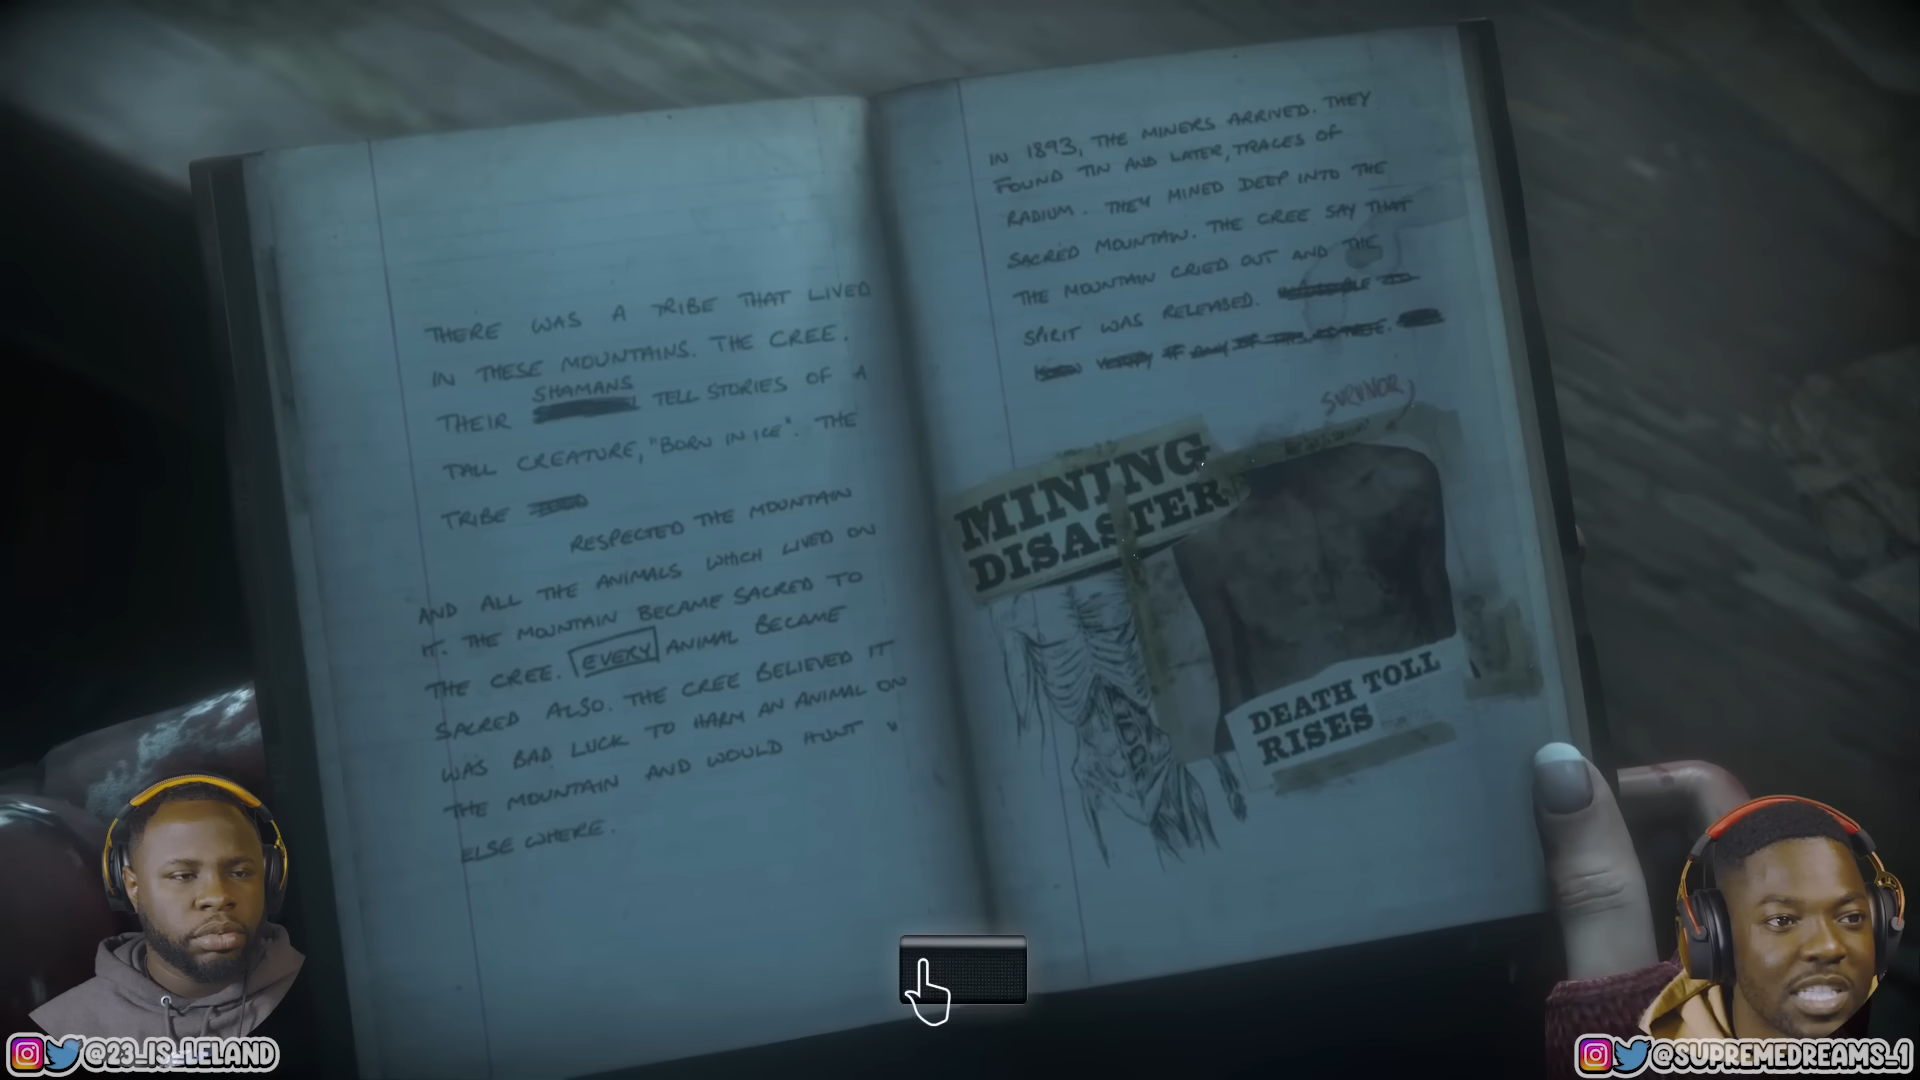 THERE WAS A TRIBE THAT LIVED
IN THESE MOUNTAINS. THE CREE.
SHAMANS
THEIR TELL STORIES OF A
TALL CREATURE, "BORN IN ICE". THE
TRIBE
RESPECTED THE MOUNTAIN
AND ALL THE ANIMALS WHICH LIVED ON
IT. THE MOUNTAIN BECAME SACRED TO
THE CREE. EVERY ANIMAL BECAME
SACRED ALSO. THE CREE BELIEVED IT
WAS BAD LUCK TO HARM AN ANIMAL ON
THE MOUNTAIN AND WOULD HUNT
ELSE WHERE.
IN 1893, THE MINERS ARRIVED. THEY
FOUND TIN AND LATER, TRACES OF
RADIUM. THEY MINED DEEP INTO THE
SACRED MOUNTAIN. THE CREE SAY THAT
THE MOUNTAIN CRIED OUT AND THE
SPIRIT WAS RELEASED.
VERIFY IF ANY OF THIS
SURVIVOR
MINING
DISASTER
DEATH TOLL
RISES
@23_IS_LELAND
@SUPREMEDREAMS_1